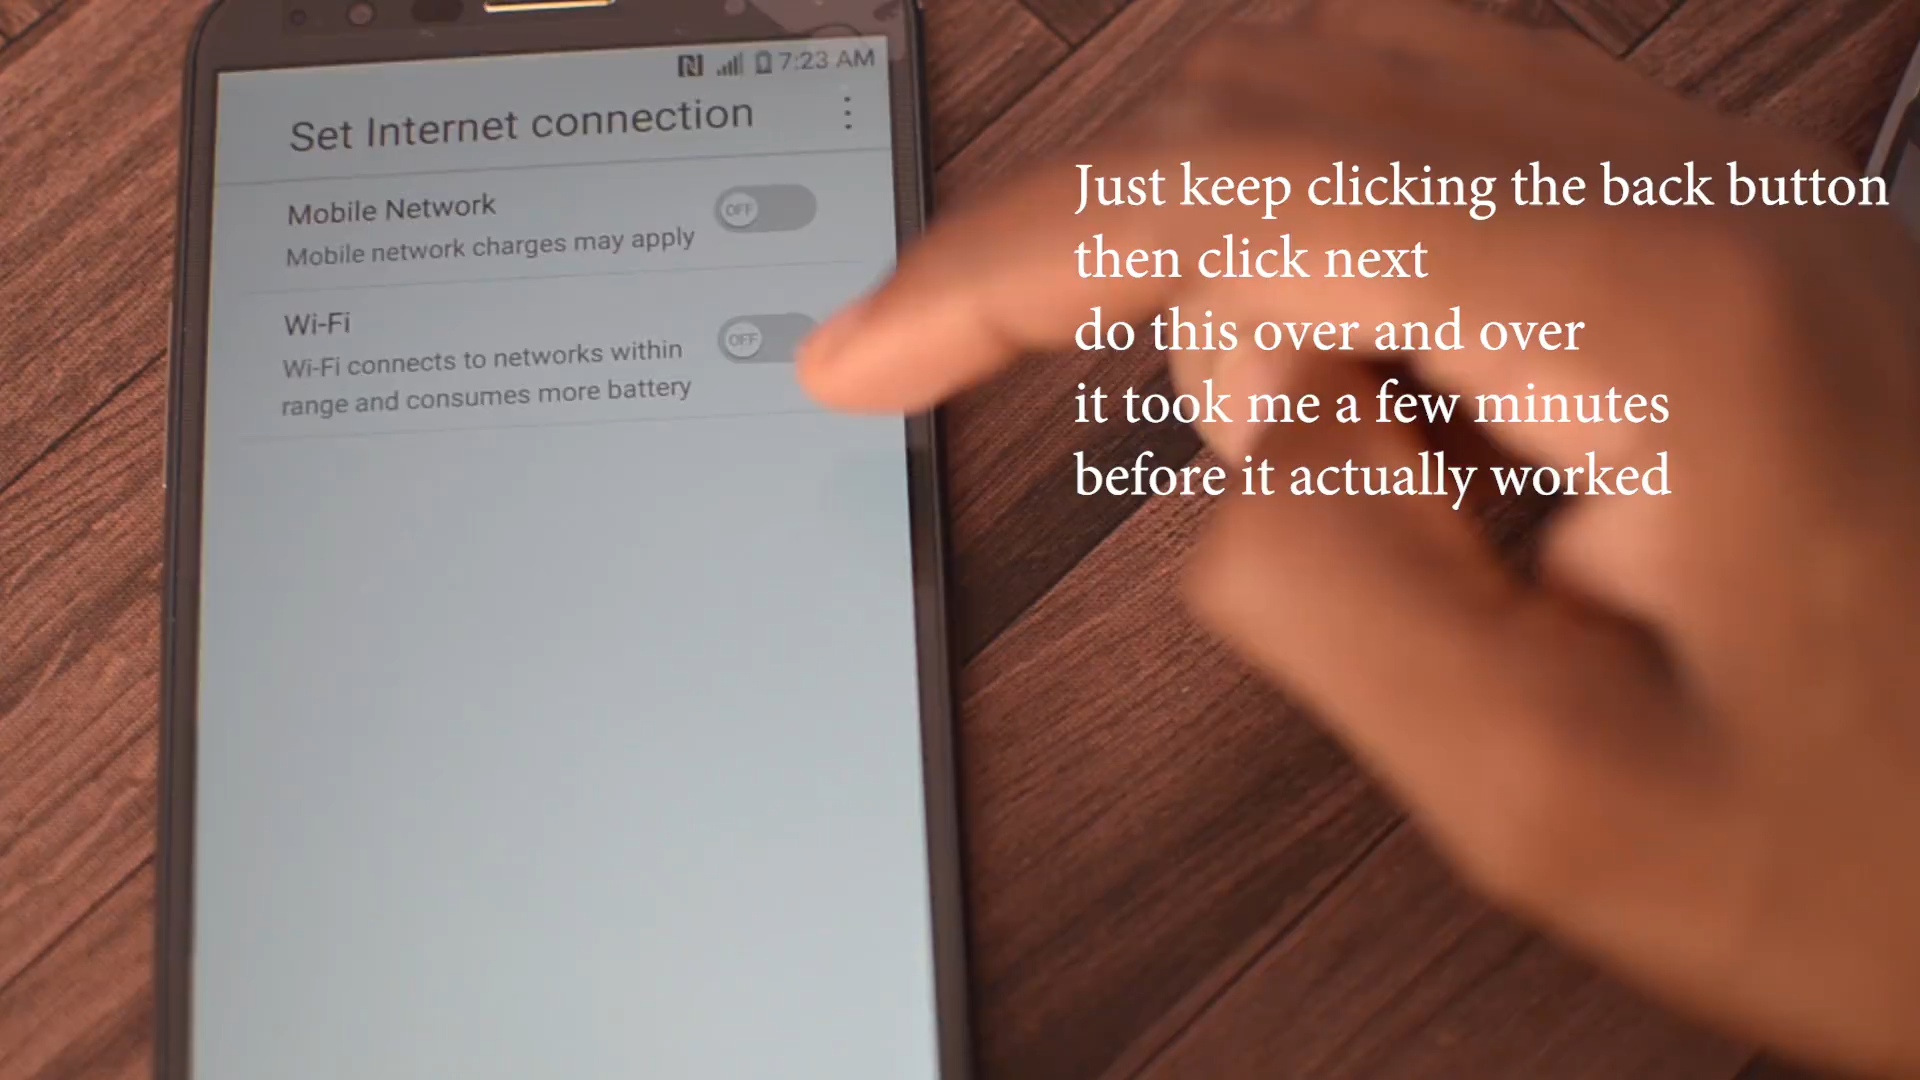 7:23 AM
Set Internet connection
Mobile Network
OFF
Mobile network charges may apply
Wi-Fi
OFF
Wi-Fi connects to networks within
range and consumes more battery
Just keep clicking the back button
then click next
do this over and over
it took me a few minutes
before it actually worked